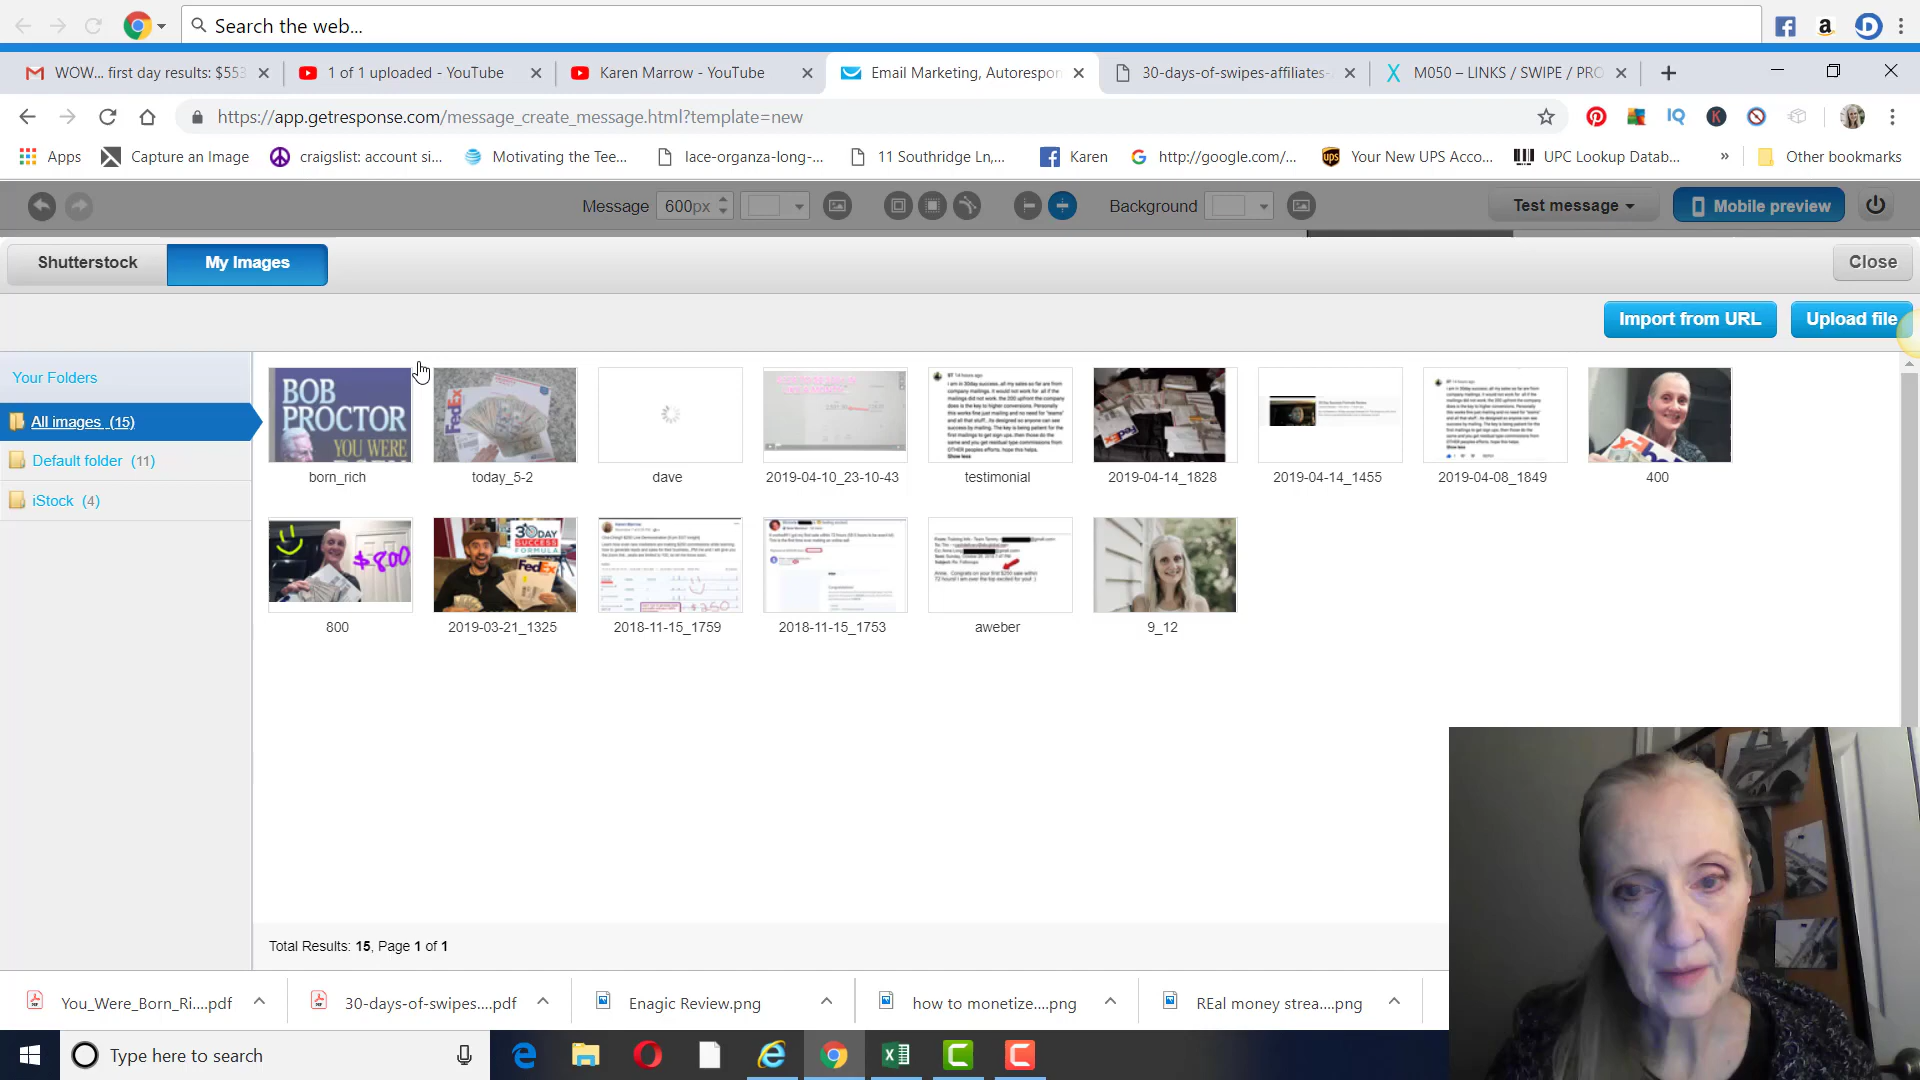 Search the web...
WOW... first day results: $553
1 of 1 uploaded - YouTube
Karen Marrow - YouTube
Email Marketing, Autorespon
30-days-of-swipes-affiliates-
M050 – LINKS / SWIPE / PRO
https://app.getresponse.com/message_create_message.html?template=new
Apps
Capture an Image
craigslist: account si...
Motivating the Tee...
lace-organza-long-...
11 Southridge Ln,...
Karen
http://google.com/...
Your New UPS Acco...
UPC Lookup Datab...
»
Other bookmarks
Message
600px
Background
Test message
Mobile preview
Shutterstock
My Images
Close
Import from URL
Upload file
Your Folders
All images (15)
Default folder (11)
iStock (4)
BOB
PROCTOR
YOU WERE
born_rich
FedEx
today_5-2
dave
2019-04-10_23-10-43
testimonial
2019-04-14_1828
2019-04-14_1455
2019-04-08_1849
400
$800
800
30 DAY
SUCCESS
FORMULA
FedEx
2019-03-21_1325
2018-11-15_1759
2018-11-15_1753
aweber
9_12
Total Results: 15, Page 1 of 1
You_Were_Born_Ri....pdf
30-days-of-swipes....pdf
Enagic Review.png
how to monetize....png
REal money strea....png
Type here to search